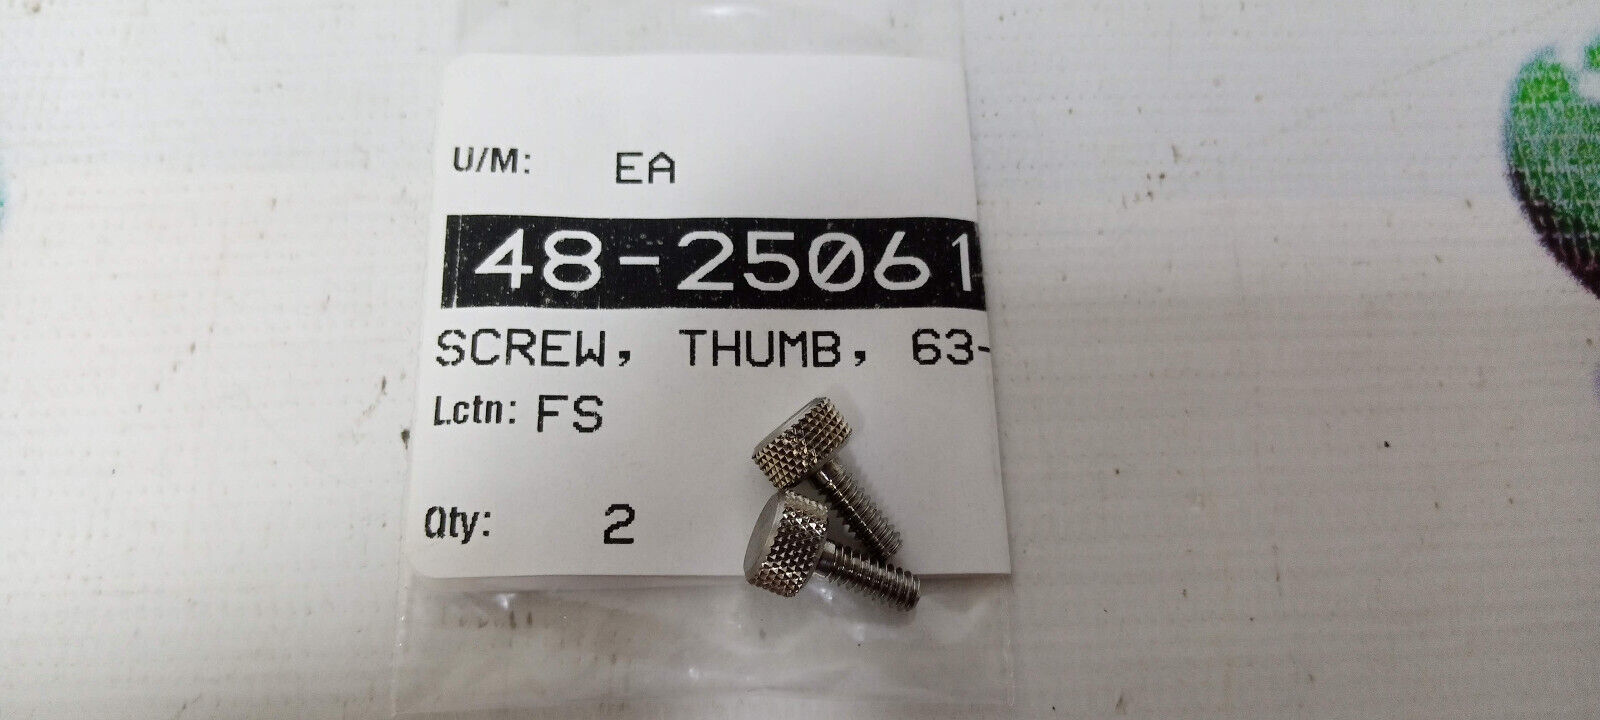 U/M: EA
48-25061
SCREW, THUMB, 63-
Lctn: FS
Qty: 2